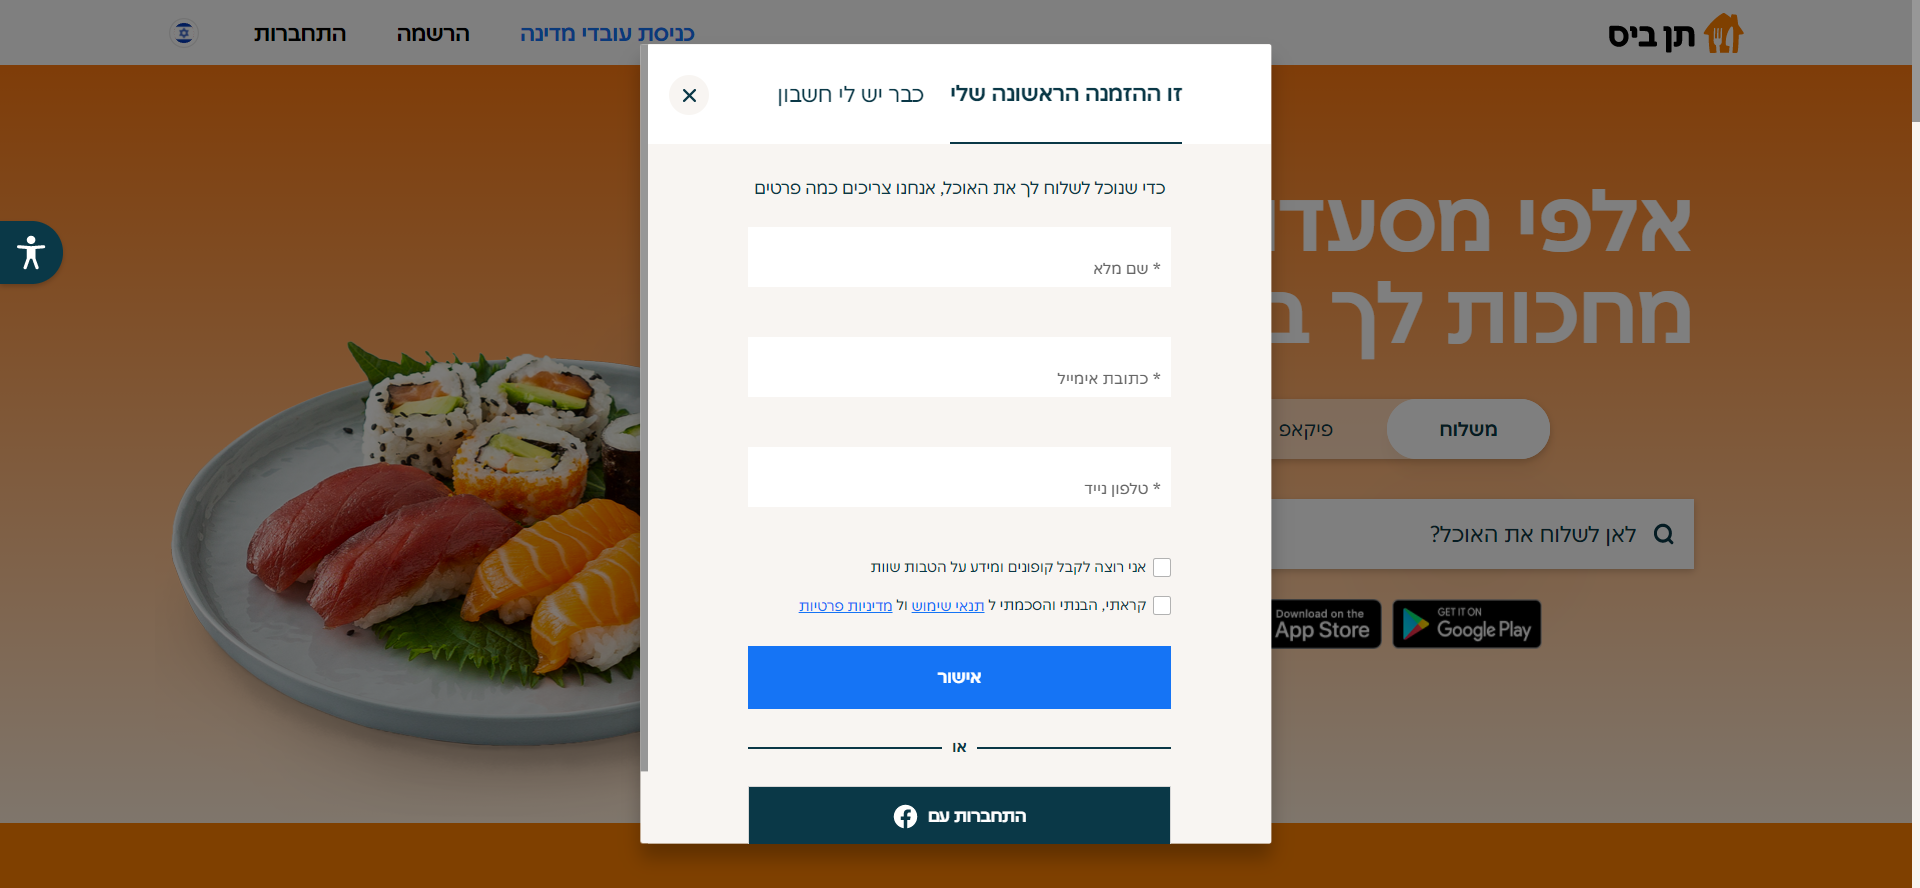 תן ביס
כניסת עובדי מדינה
הרשמה
התחברות
זו ההזמנה הראשונה שלי
כבר יש לי חשבון
כדי שנוכל לשלוח לך את האוכל, אנחנו צריכים כמה פרטים
* שם מלא
* כתובת אימייל
* טלפון נייד
אני רוצה לקבל קופונים ומידע על הטבות שוות
קראתי, הבנתי והסכמתי ל תנאי שימוש ול מדיניות פרטיות
אישור
או
התחברות עם
אלפי
מחכות לך
משלוח
פיקאפ
לאן לשלוח את האוכל?
GET IT ON
Google Play
Download on the
App Store